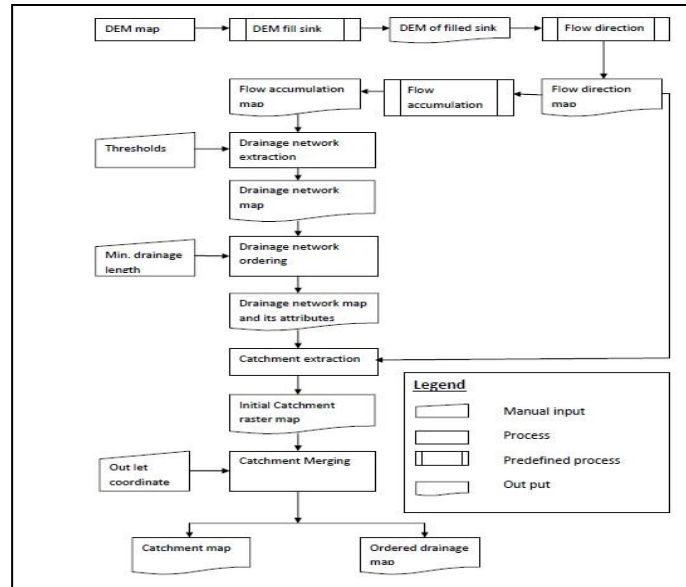 DEM map
DEM fill sink
DEM of filled sink
Flow direction
Flow accumulation
map
Flow
accumulation
Flow direction
map
Thresholds
Drainage network
extraction
Drainage network
map
Min. drainage
length
Drainage network
ordering
Drainage network map
and its attributes
Catchment extraction
Initial Catchment
raster map
Out let
coordinate
Catchment Merging
Catchment map
Ordered drainage
map
Legend
Manual input
Process
Predefined process
Out put